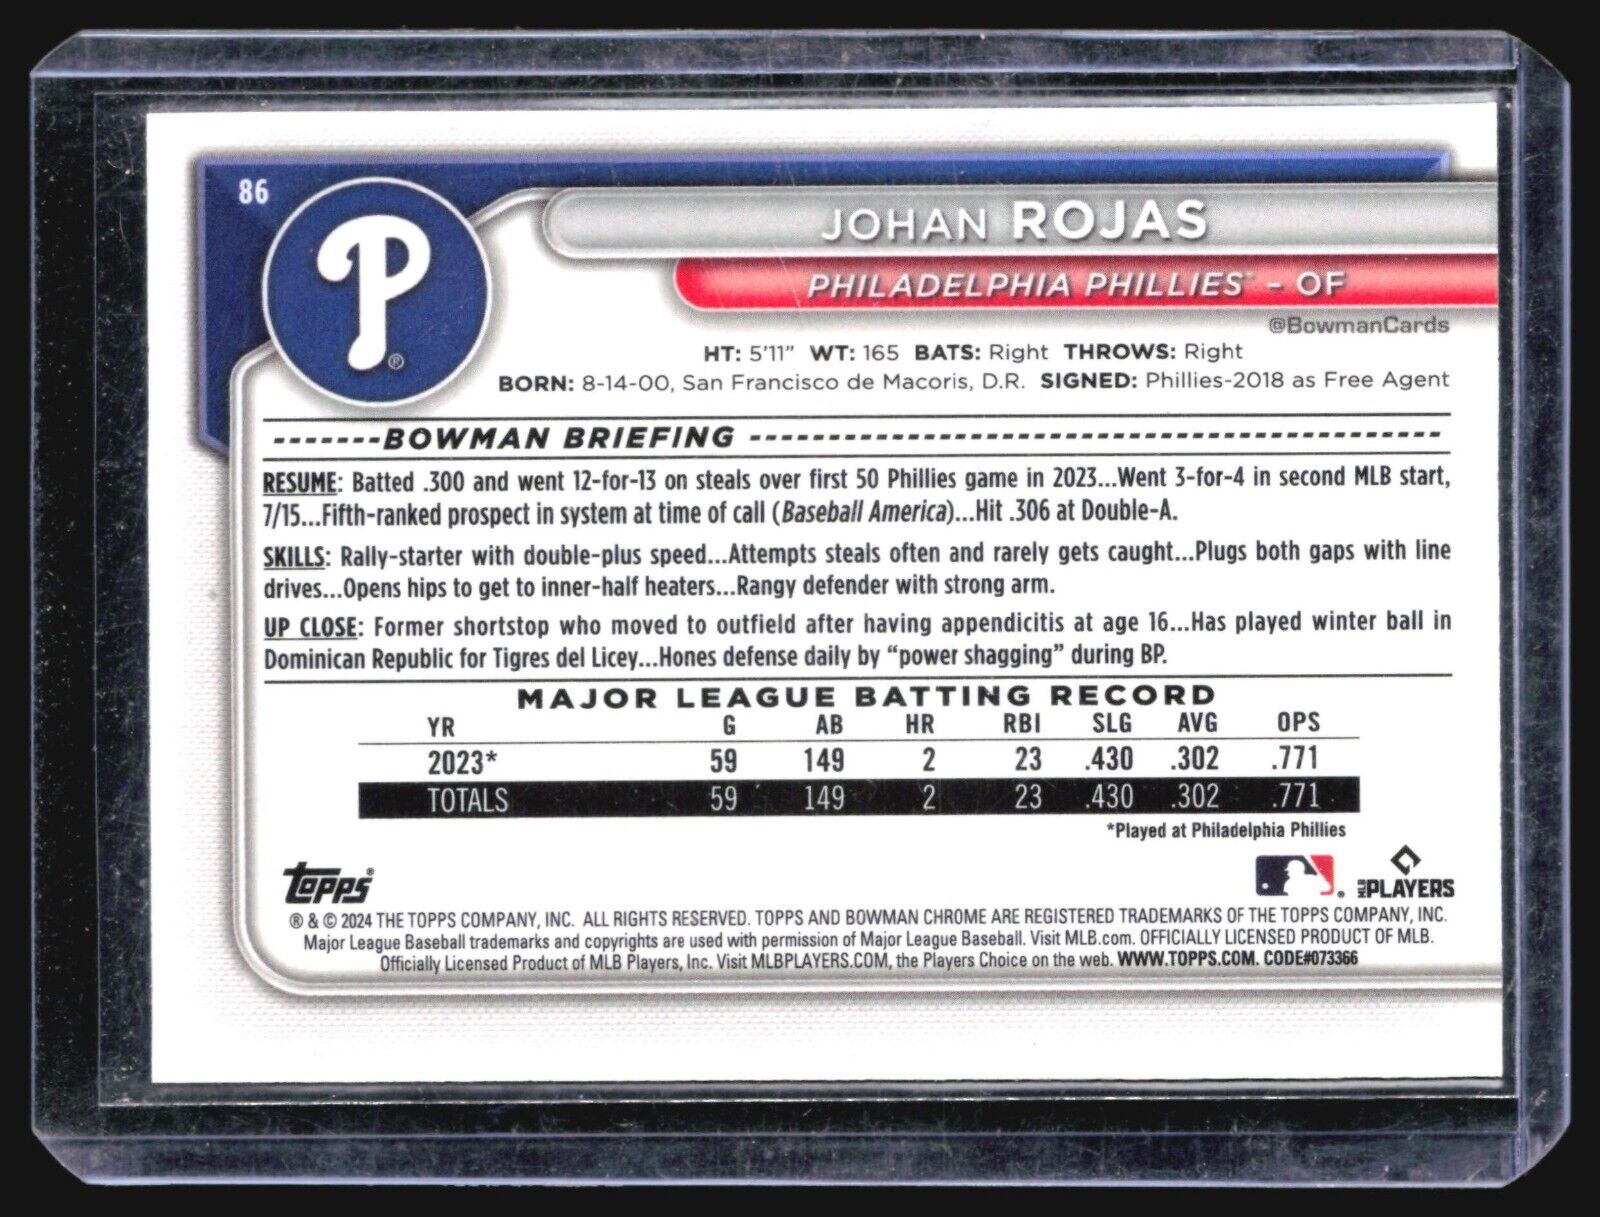 86
JOHAN ROJAS
PHILADELPHIA PHILLIES™ - OF
@BowmanCards
P®
HT: 5'11" WT: 165 BATS: Right THROWS: Right
BORN: 8-14-00, San Francisco de Macoris, D.R. SIGNED: Phillies-2018 as Free Agent
-------BOWMAN BRIEFING ----------------------------------------
RESUME: Batted .300 and went 12-for-13 on steals over first 50 Phillies game in 2023...Went 3-for-4 in second MLB start,
7/15...Fifth-ranked prospect in system at time of call (Baseball America)...Hit .306 at Double-A.
SKILLS: Rally-starter with double-plus speed...Attempts steals often and rarely gets caught...Plugs both gaps with line
drives...Opens hips to get to inner-half heaters...Rangy defender with strong arm.
UP CLOSE: Former shortstop who moved to outfield after having appendicitis at age 16...Has played winter ball in
Dominican Republic for Tigres del Licey...Hones defense daily by “power shagging” during BP.
MAJOR LEAGUE BATTING RECORD
YR G AB HR RBI SLG AVG OPS
2023* 59 149 2 23 .430 .302 .771
TOTALS 59 149 2 23 .430 .302 .771
*Played at Philadelphia Phillies
Topps® ® MLB PLAYERS
® & © 2024 THE TOPPS COMPANY, INC. ALL RIGHTS RESERVED. TOPPS AND BOWMAN CHROME ARE REGISTERED TRADEMARKS OF THE TOPPS COMPANY, INC.
Major League Baseball trademarks and copyrights are used with permission of Major League Baseball. Visit MLB.com. OFFICIALLY LICENSED PRODUCT OF MLB.
Officially Licensed Product of MLB Players, Inc. Visit MLBPLAYERS.COM, the Players Choice on the web. WWW.TOPPS.COM. CODE#073366